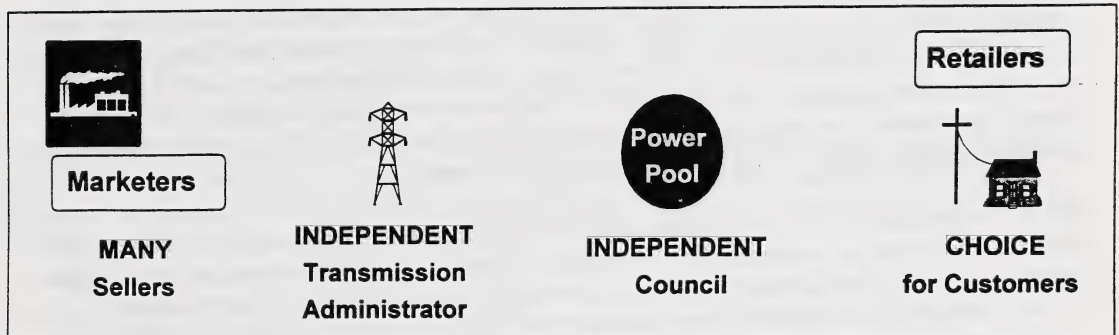 Marketers
MANY
Sellers
INDEPENDENT
Transmission
Administrator
Power
Pool
INDEPENDENT
Council
Retailers
CHOICE
for Customers